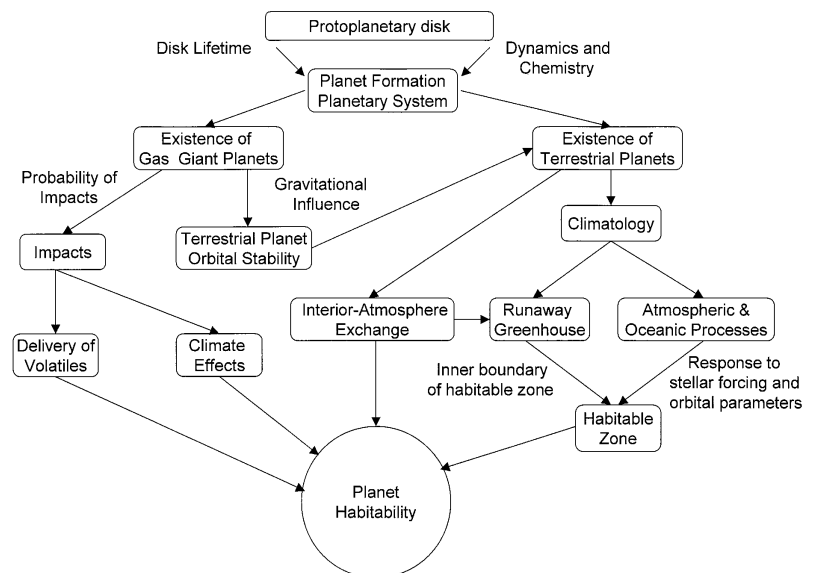 Protoplanetary disk
Disk Lifetime
Dynamics and
Chemistry
Planet Formation
Planetary System
Existence of
Gas Giant Planets
Existence of
Terrestrial Planets
Probability of
Impacts
Gravitational
Influence
Climatology
Impacts
Terrestrial Planet
Orbital Stability
Interior-Atmosphere
Exchange
Runaway
Greenhouse
Atmospheric &
Oceanic Processes
Delivery of
Volatiles
Climate
Effects
Inner boundary
of habitable zone
Response to
stellar forcing and
orbital parameters
Habitable
Zone
Planet
Habitability